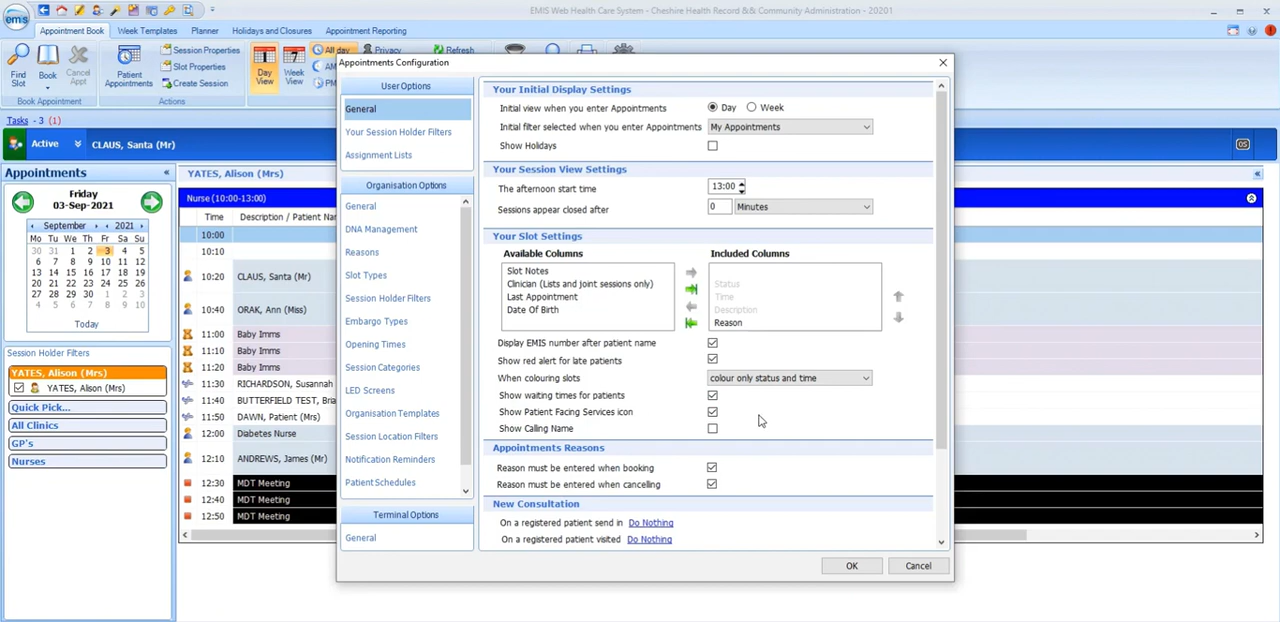 EMIS Web Health Care System - Cheshire Health Record && Community Administration - 20201
emis
Appointment Book Week Templates Planner Holidays and Closures Appointment Reporting
Find Slot
Book
Cancel Appt
Book Appointment
Patient Appointments
Session Properties
Slot Properties
Create Session
Actions
Day View
Week View
All day
AM
PM
Privacy
Refresh
Tasks - 3 (1)
Active CLAUS, Santa (Mr)
Appointments
Friday
03-Sep-2021
September 2021
Mo Tu We Th Fr Sa Su
30 31 1 2 3 4 5
6 7 8 9 10 11 12
13 14 15 16 17 18 19
20 21 22 23 24 25 26
27 28 29 30 1 2 3
4 5 6 7 8 9 10
Today
Session Holder Filters
YATES, Alison (Mrs)
YATES, Alison (Mrs)
Quick Pick...
All Clinics
GP's
Nurses
YATES, Alison (Mrs)
Nurse (10:00-13:00)
Time Description / Patient Nar
10:00
10:10
10:20 CLAUS, Santa (Mr)
10:40 ORAK, Ann (Miss)
11:00 Baby Imms
11:10 Baby Imms
11:20 Baby Imms
11:30 RICHARDSON, Susannah
11:40 BUTTERFIELD TEST, Bria
11:50 DAWN, Patient (Mrs)
12:00 Diabetes Nurse
12:10 ANDREWS, James (Mr)
12:30 MDT Meeting
12:40 MDT Meeting
12:50 MDT Meeting
Appointments Configuration
User Options
General
Your Session Holder Filters
Assignment Lists
Organisation Options
General
DNA Management
Reasons
Slot Types
Session Holder Filters
Embargo Types
Opening Times
Session Categories
LED Screens
Organisation Templates
Session Location Filters
Notification Reminders
Patient Schedules
Terminal Options
General
Your Initial Display Settings
Initial view when you enter Appointments Day Week
Initial filter selected when you enter Appointments My Appointments
Show Holidays
Your Session View Settings
The afternoon start time 13:00
Sessions appear closed after 0 Minutes
Your Slot Settings
Available Columns Included Columns
Slot Notes
Clinician (Lists and joint sessions only)
Last Appointment
Date Of Birth
Status
Time
Description
Reason
Display EMIS number after patient name
Show red alert for late patients
When colouring slots colour only status and time
Show waiting times for patients
Show Patient Facing Services icon
Show Calling Name
Appointments Reasons
Reason must be entered when booking
Reason must be entered when cancelling
New Consultation
On a registered patient send in Do Nothing
On a registered patient visited Do Nothing
OK Cancel